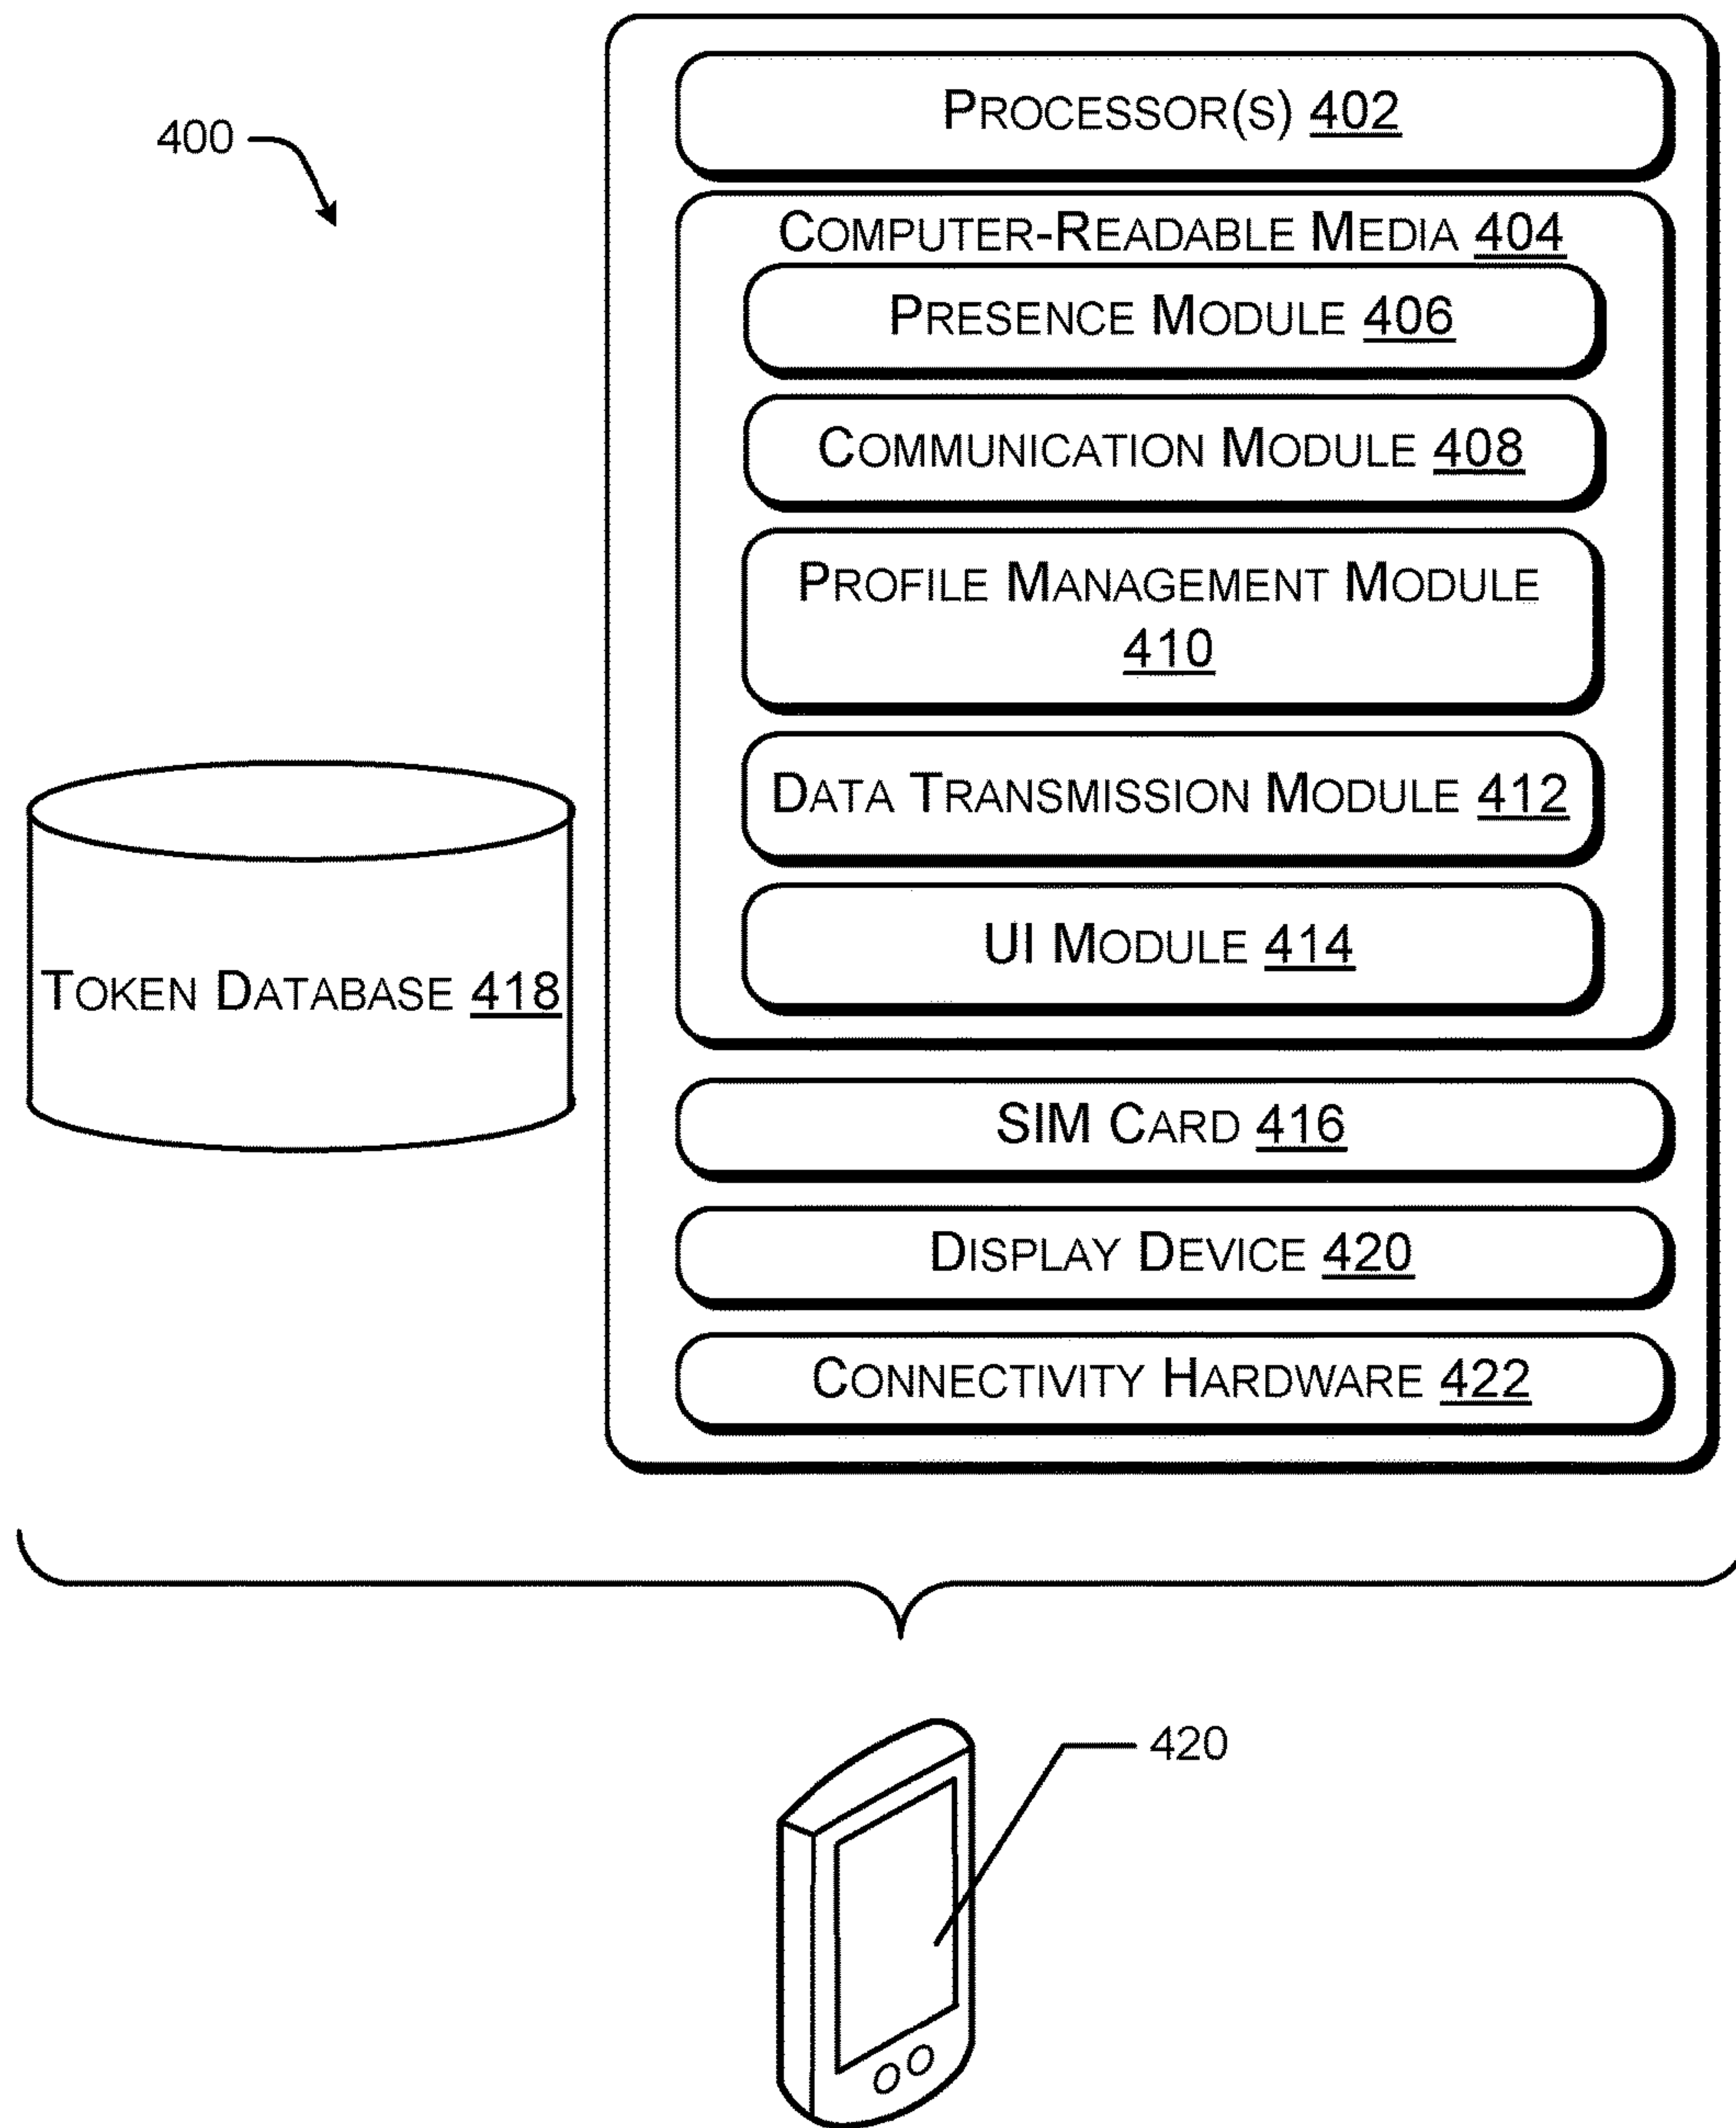 400
PROCESSOR(S) 402
COMPUTER-READABLE MEDIA 404
PRESENCE MODULE 406
COMMUNICATION MODULE 408
PROFILE MANAGEMENT MODULE
410
DATA TRANSMISSION MODULE 412
UI MODULE 414
TOKEN DATABASE 418
SIM CARD 416
DISPLAY DEVICE 420
CONNECTIVITY HARDWARE 422
420